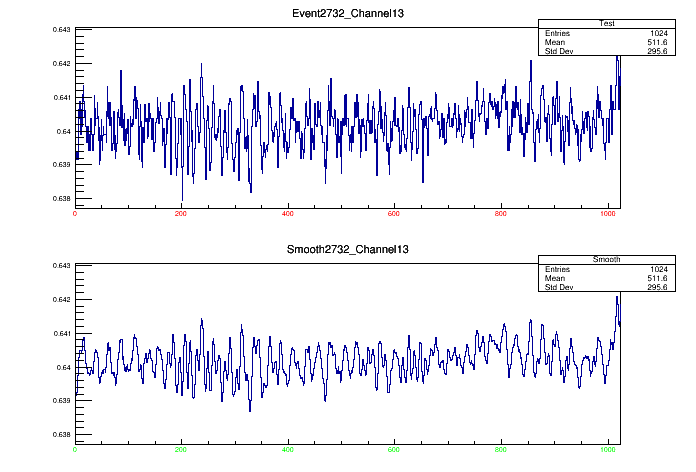 Event2732_Channel13
Test
Entries 1024
Mean 511.6
Std Dev 295.6
0.643
0.642
0.641
0.64
0.639
0.638
0 200 400 600 800 1000
Smooth2732_Channel13
Smooth
Entries 1024
Mean 511.6
Std Dev 295.6
0.643
0.642
0.641
0.64
0.639
0.638
0 200 400 600 800 1000